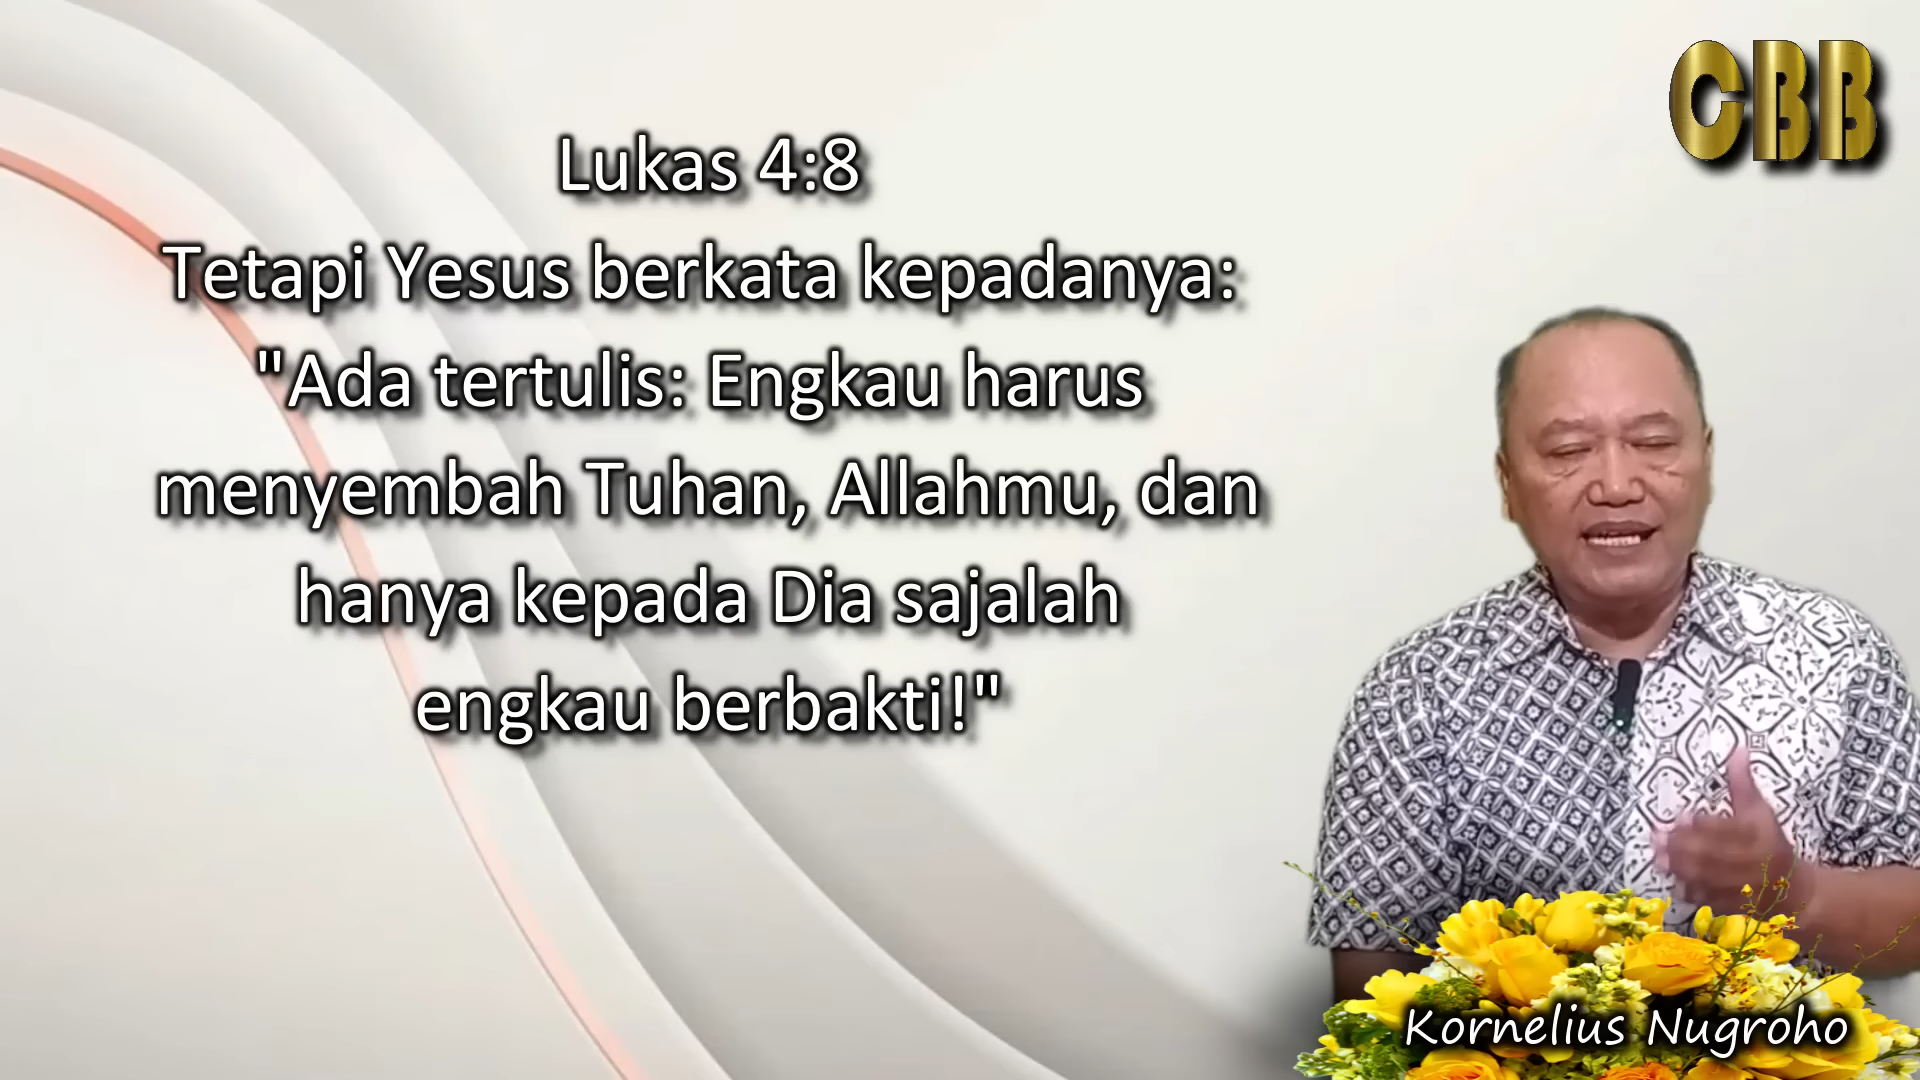 CBB
Lukas 4:8
Tetapi Yesus berkata kepadanya:
"Ada tertulis: Engkau harus
menyembah Tuhan, Allahmu, dan
hanya kepada Dia sajalah
engkau berbakti!"
Kornelius Nugroho